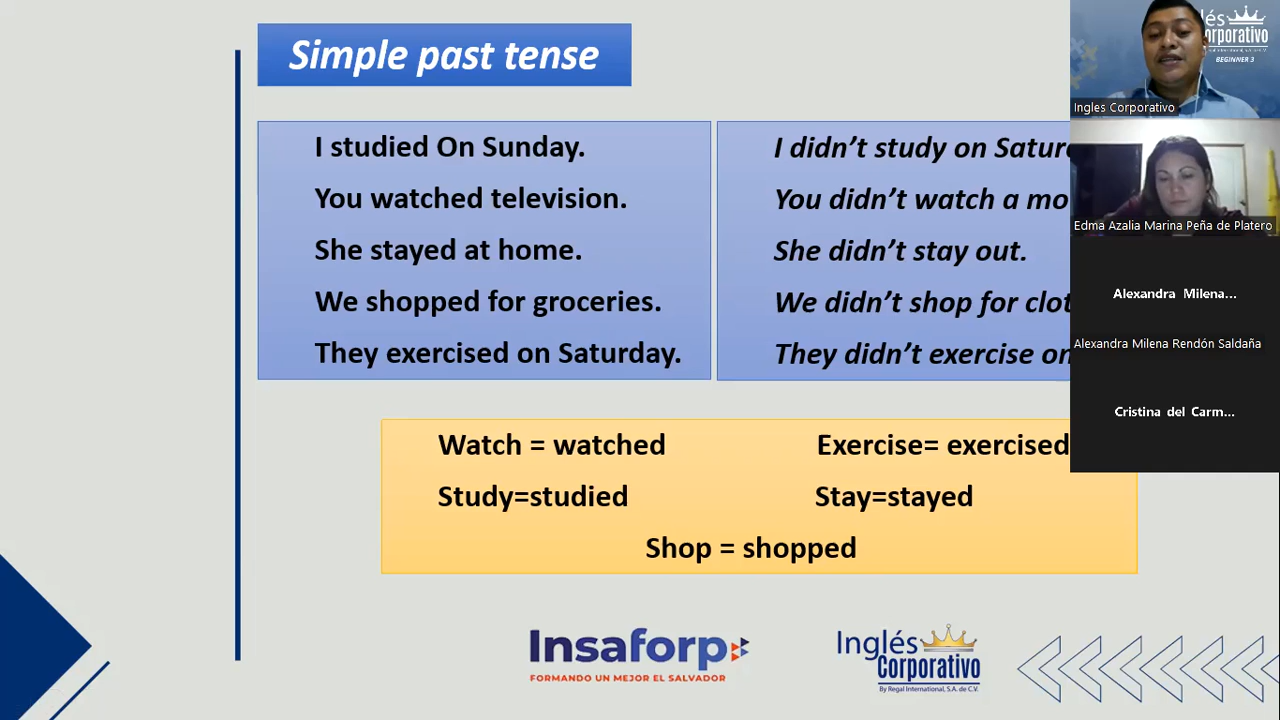 Simple past tense
I studied On Sunday.
You watched television.
She stayed at home.
We shopped for groceries.
They exercised on Saturday.
I didn’t study on
You didn’t watch a
She didn’t stay out.
We didn’t shop for
They didn’t exercise
Watch = watched
Exercise= exercised
Study=studied
Stay=stayed
Shop = shopped
Insaforp
FORMANDO UN MEJOR EL SALVADOR
Inglés
Corporativo
By Regal International, S.A. de C.V.
BEGINNER 3
Ingles Corporativo
Edma Azalia Marina Peña de Platero
Alexandra Milena...
Alexandra Milena Rendón Saldaña
Cristina del Carm...